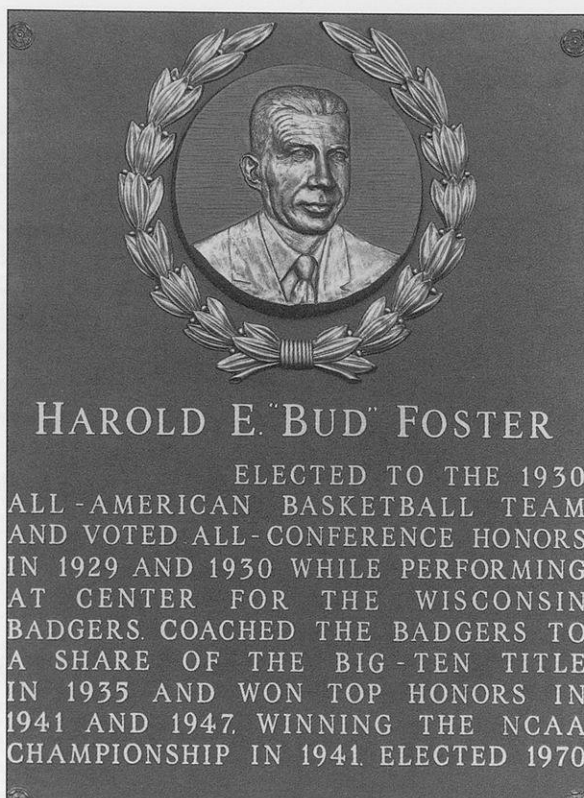 HAROLD E. "BUD" FOSTER
ELECTED TO THE 1930
ALL-AMERICAN BASKETBALL TEAM
AND VOTED ALL-CONFERENCE HONORS
IN 1929 AND 1930 WHILE PERFORMING
AT CENTER FOR THE WISCONSIN
BADGERS. COACHED THE BADGERS TO
A SHARE OF THE BIG-TEN TITLE
IN 1935 AND WON TOP HONORS IN
1941 AND 1947, WINNING THE NCAA
CHAMPIONSHIP IN 1941. ELECTED 1970